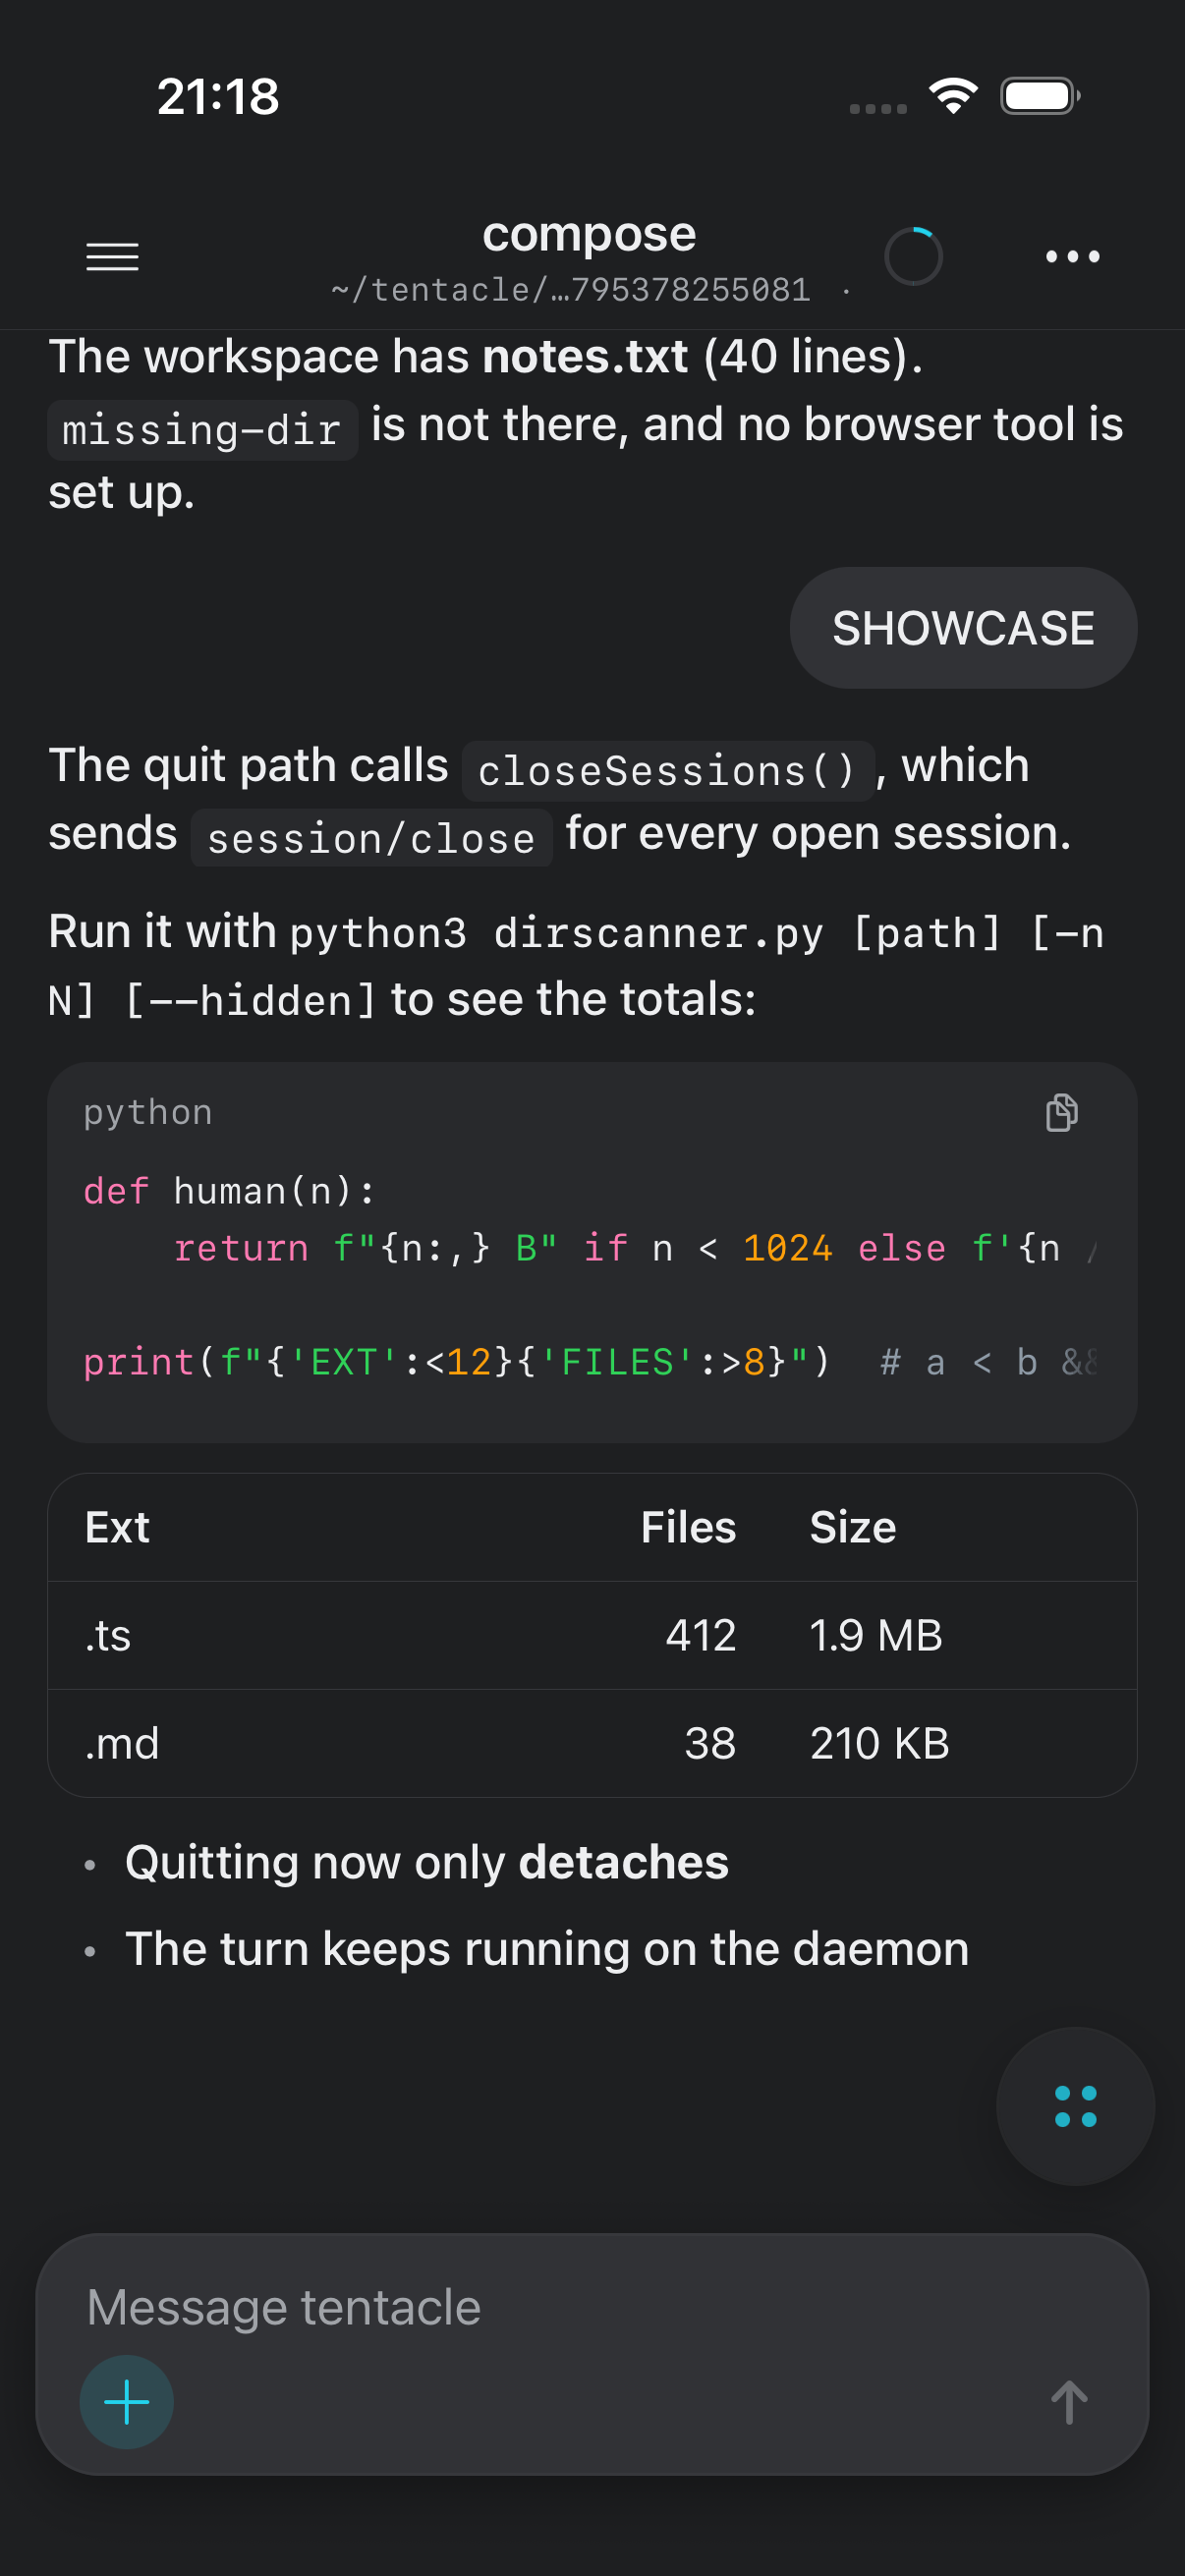 21:18
compose
~/tentacle/…795378255081 ·
The workspace has notes.txt (40 lines).
missing-dir is not there, and no browser tool is
set up.
SHOWCASE
The quit path calls closeSessions(), which
sends session/close for every open session.
Run it with python3 dirscanner.py [path] [-n
N] [--hidden] to see the totals:
python
def human(n):
    return f"{n:,} B" if n < 1024 else f'{n /
print(f"{'EXT':<12}{'FILES':>8}")  # a < b &&
Ext Files Size
.ts 412 1.9 MB
.md 38 210 KB
• Quitting now only detaches
• The turn keeps running on the daemon
Message tentacle